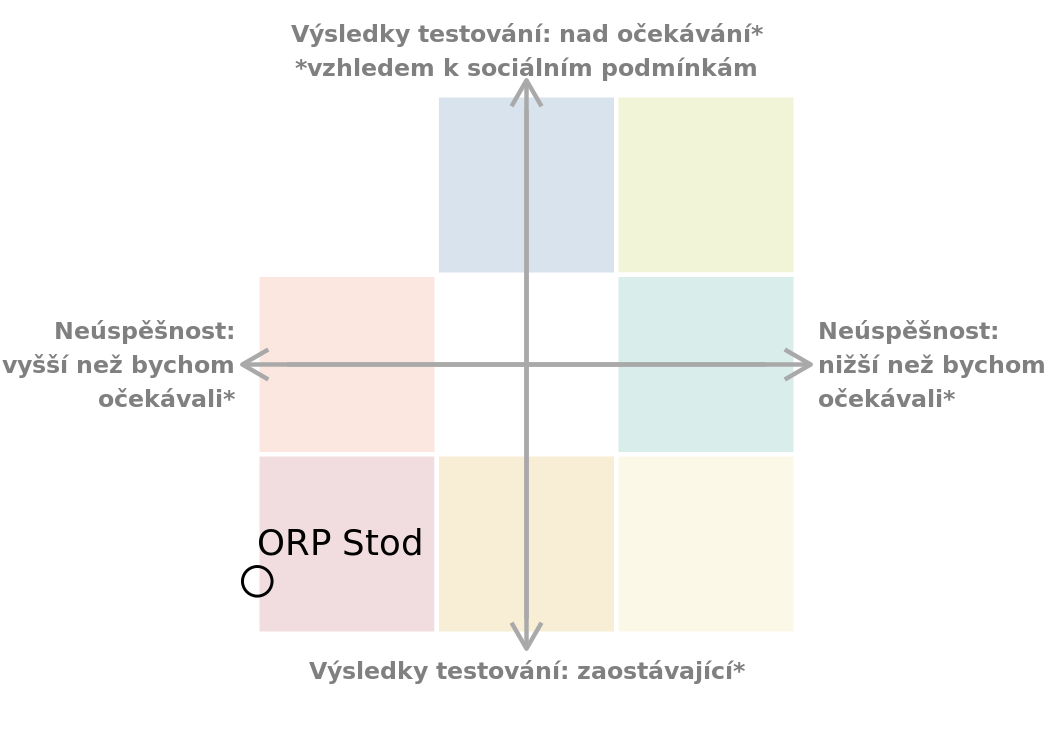 Výsledky testování: nad očekávání*
*vzhledem k sociálním podmínkám
Neúspěšnost:
vyšší než bychom
očekávali*
Neúspěšnost:
nižší než bychom
očekávali*
ORP Stod
Výsledky testování: zaostávající*